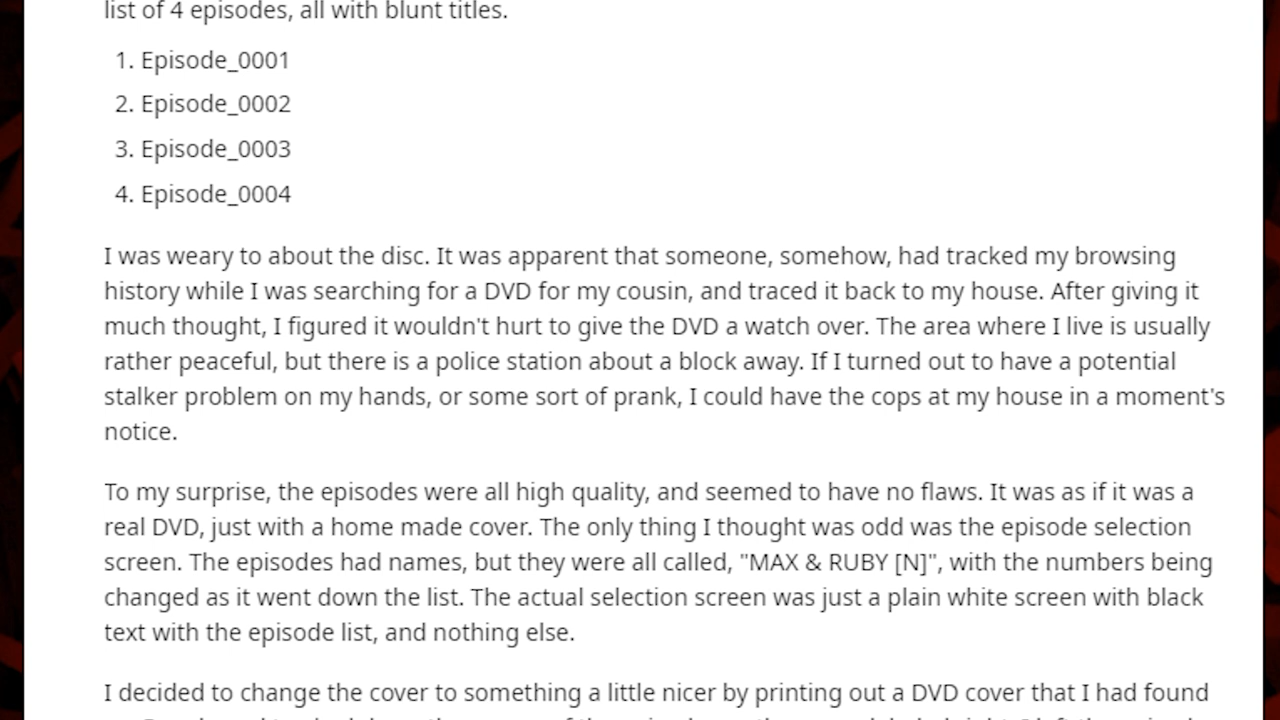 list of 4 episodes, all with blunt titles.
1. Episode_0001
2. Episode_0002
3. Episode_0003
4. Episode_0004
I was weary to about the disc. It was apparent that someone, somehow, had tracked my browsing
history while I was searching for a DVD for my cousin, and traced it back to my house. After giving it
much thought, I figured it wouldn't hurt to give the DVD a watch over. The area where I live is usually
rather peaceful, but there is a police station about a block away. If I turned out to have a potential
stalker problem on my hands, or some sort of prank, I could have the cops at my house in a moment's
notice.
To my surprise, the episodes were all high quality, and seemed to have no flaws. It was as if it was a
real DVD, just with a home made cover. The only thing I thought was odd was the episode selection
screen. The episodes had names, but they were all called, "MAX & RUBY [N]", with the numbers being
changed as it went down the list. The actual selection screen was just a plain white screen with black
text with the episode list, and nothing else.
I decided to change the cover to something a little nicer by printing out a DVD cover that I had found